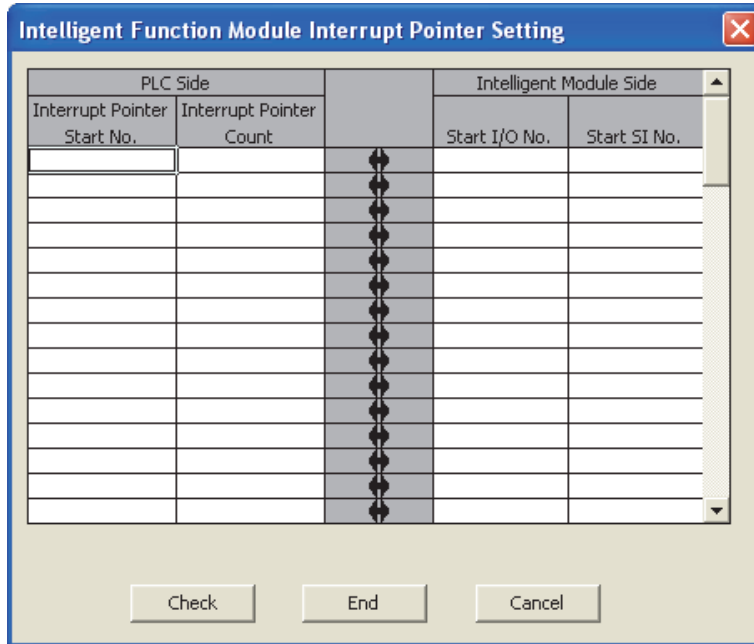 Intelligent Function Module Interrupt Pointer Setting
PLC Side
Intelligent Module Side
Interrupt Pointer Start No.
Interrupt Pointer Count
Start I/O No.
Start SI No.
Check
End
Cancel